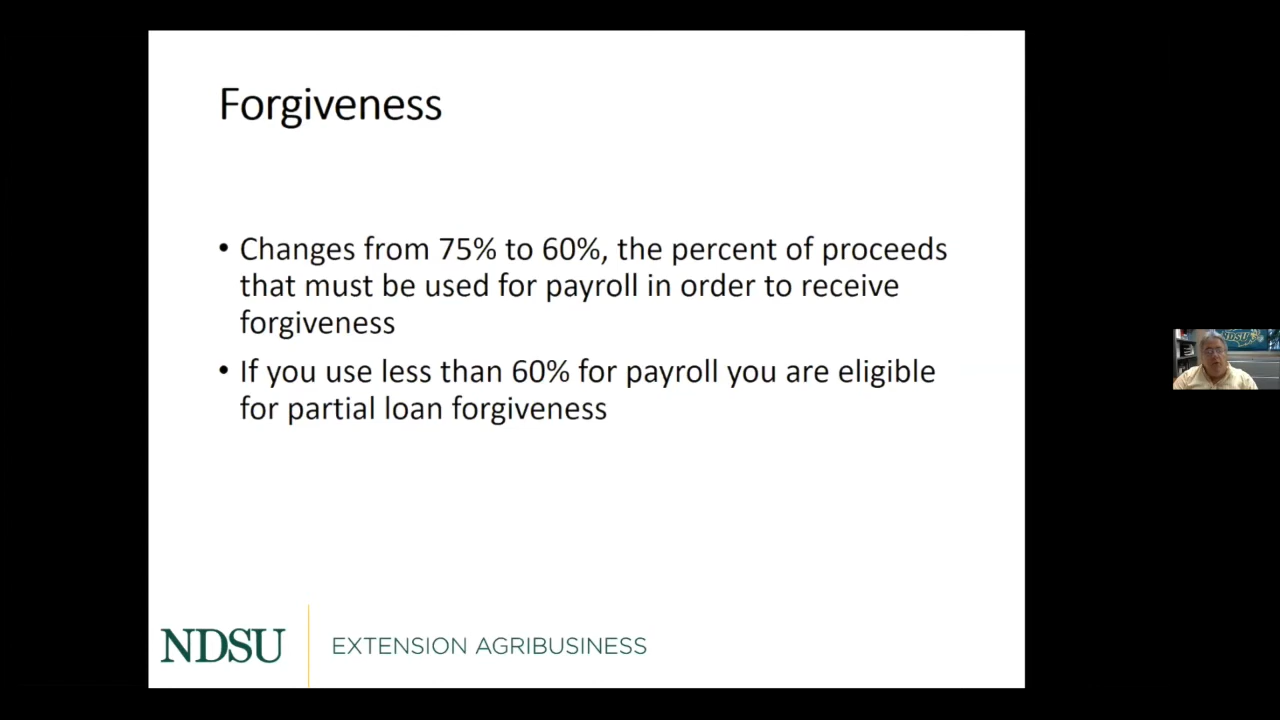 Forgiveness
• Changes from 75% to 60%, the percent of proceeds
that must be used for payroll in order to receive
forgiveness
• If you use less than 60% for payroll you are eligible
for partial loan forgiveness
NDSU
EXTENSION AGRIBUSINESS
NDSU